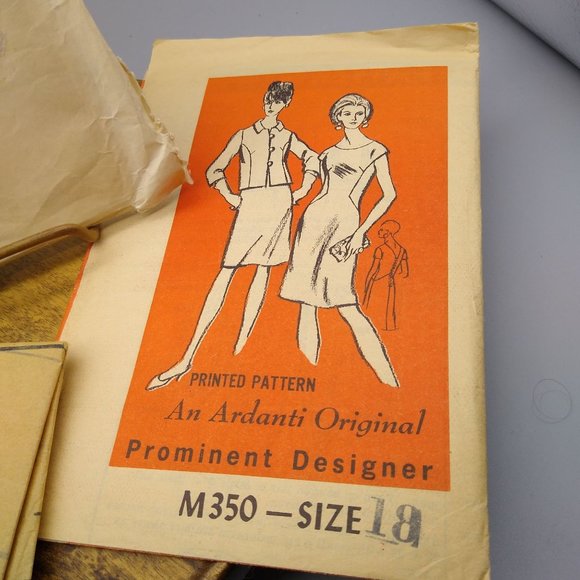 PRINTED PATTERN
An Ardanti Original
Prominent Designer
M350 — SIZE 18